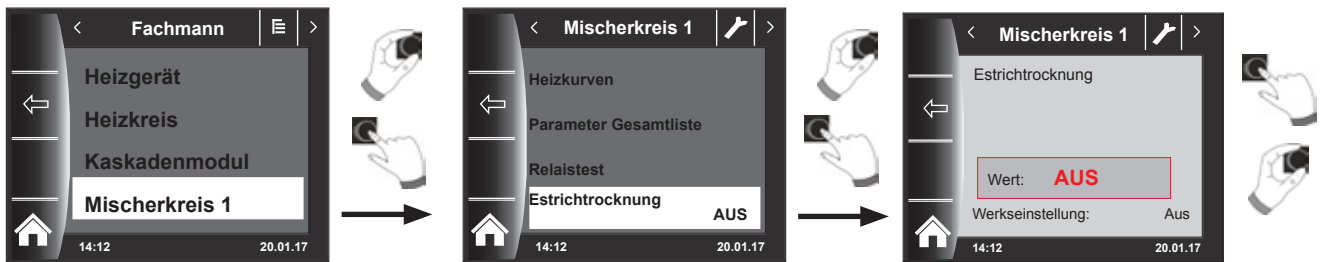 Fachmann
Heizgerät
Heizkreis
Kaskadenmodul
Mischerkreis 1
14:12 20.01.17
Mischerkreis 1
Heizkurven
Parameter Gesamtliste
Relaistest
Estrichtrocknung
AUS
14:12 20.01.17
Mischerkreis 1
Estrichtrocknung
Wert: AUS
Werkseinstellung: Aus
14:12 20.01.17